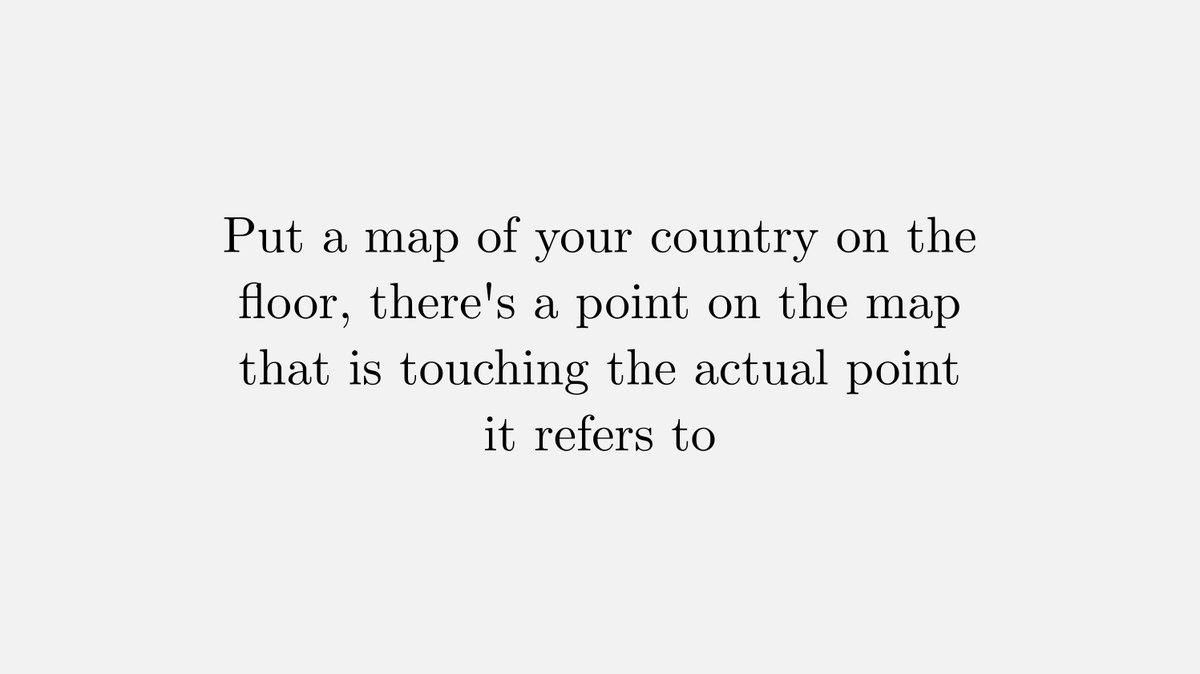 Put a map of your country on the
floor, there's a point on the map
that is touching the actual point
it refers to